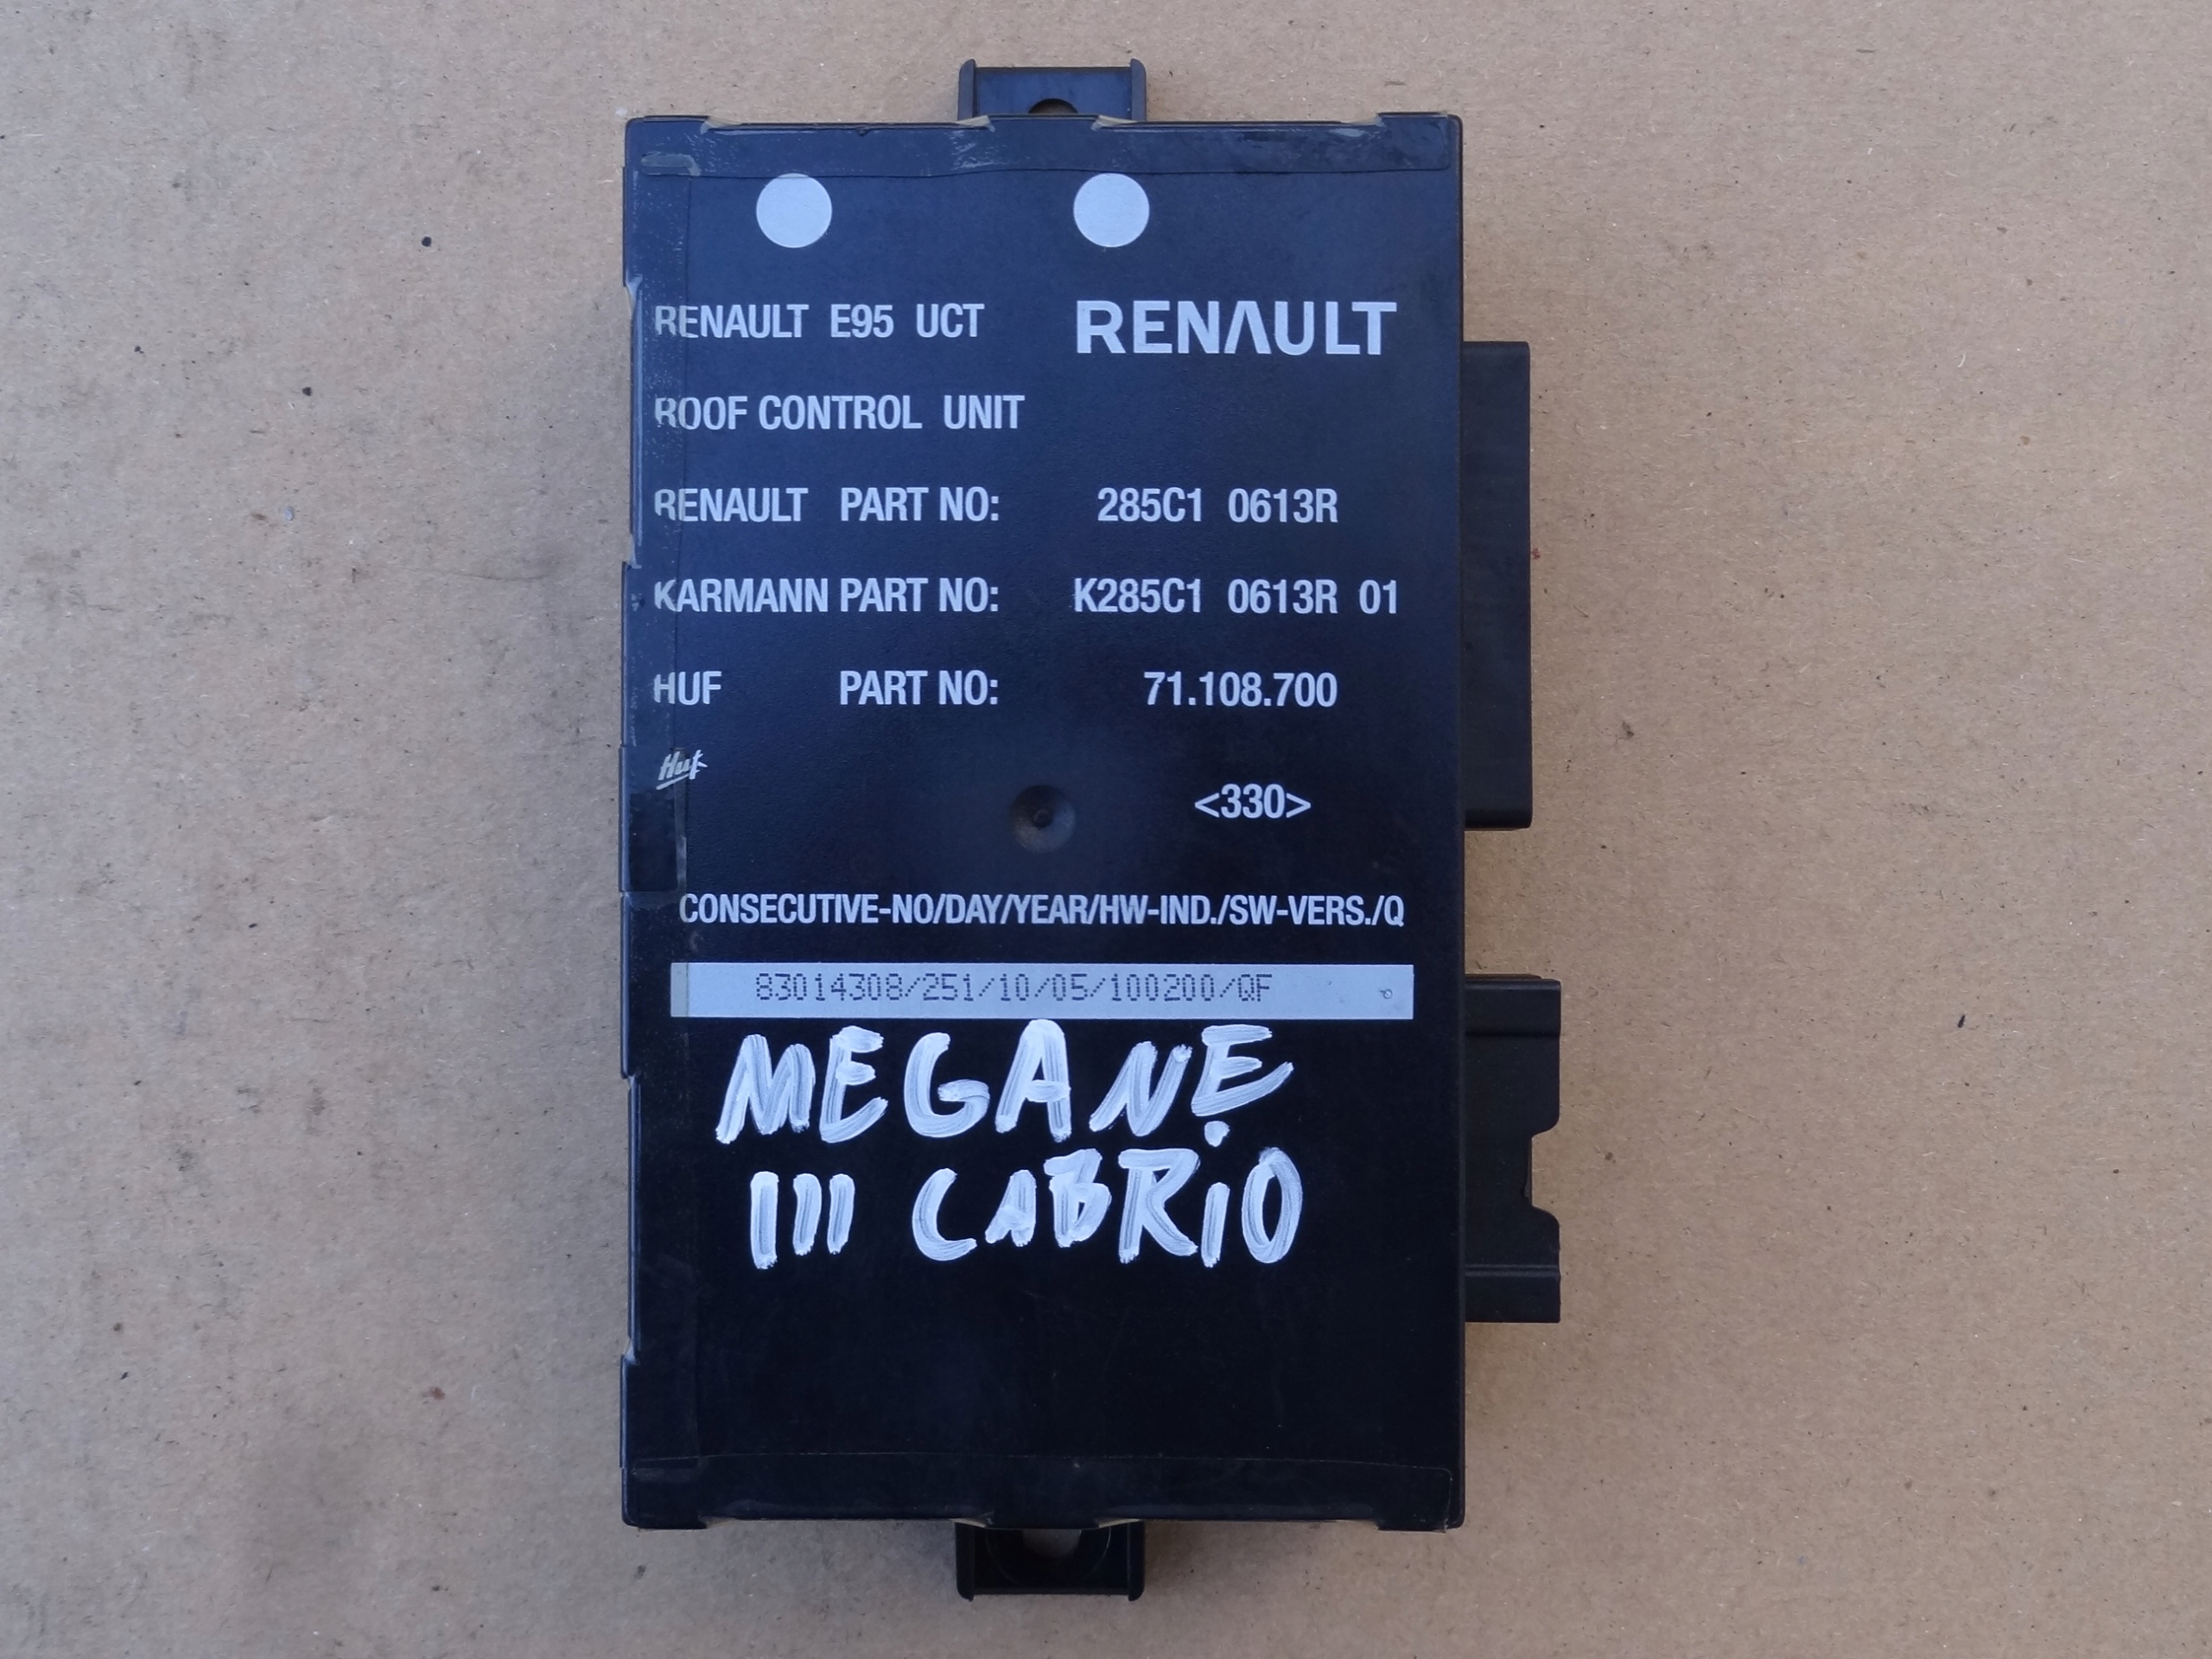 RENAULT E95 UCT RENAULT
ROOF CONTROL UNIT
RENAULT PART NO: 285C1 0613R
KARMANN PART NO: K285C1 0613R 01
HUF PART NO: 71.108.700
Huf
<330>
CONSECUTIVE-NO/DAY/YEAR/HW-IND./SW-VERS./Q
83014308/251/10/05/100200/QF
MEGANE
III CABRIO